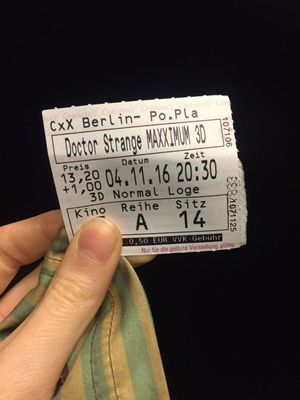 CxX Berlin- Po.Pla
Doctor Strange MAXXIMUM 3D
Preis Datum Zeit
13,20 04.11.16 20:30
+1,00
3D Normal Loge
Kino Reihe Sitz
A 14
0,50 EUR VVK-Gebühr
Nur für die gelöste Vorstellung gültig
107106
1071125